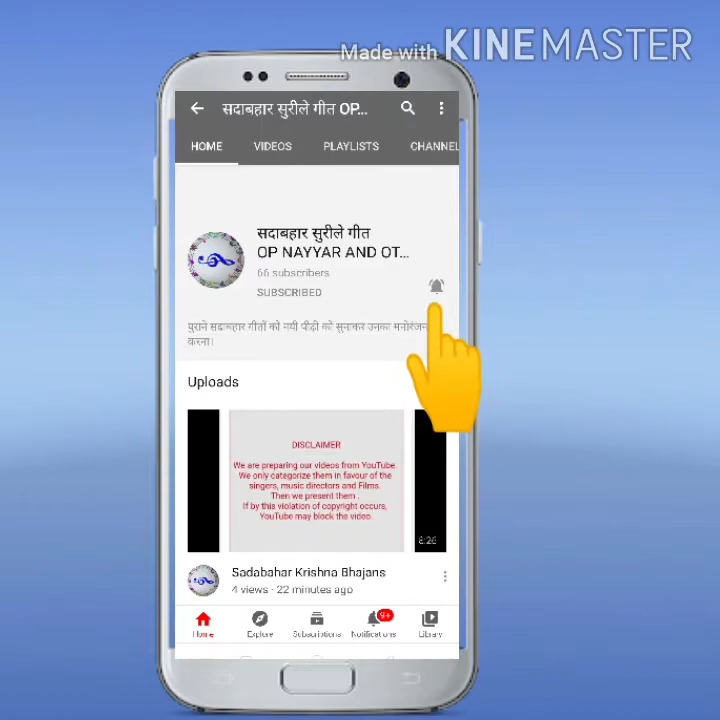 Made with KINEMASTER
सदाबहार सुरीले गीत OP...
HOME VIDEOS PLAYLISTS CHANNEL
सदाबहार सुरीले गीत
OP NAYYAR AND OT...
66 subscribers
SUBSCRIBED
पुराने सदाबहार गीतों को नयी पीढ़ी को सुनाकर उनका मनोरंजन
करना।
Uploads
DISCLAIMER
We are preparing our videos from YouTube.
We only categorize them in favour of the
singers, music directors and Films.
Then we present them .
If by this violation of copyright occurs,
YouTube may block the video.
6:26
Sadabahar Krishna Bhajans
4 views · 22 minutes ago
9+
Home Explore Subscriptions Notifications Library